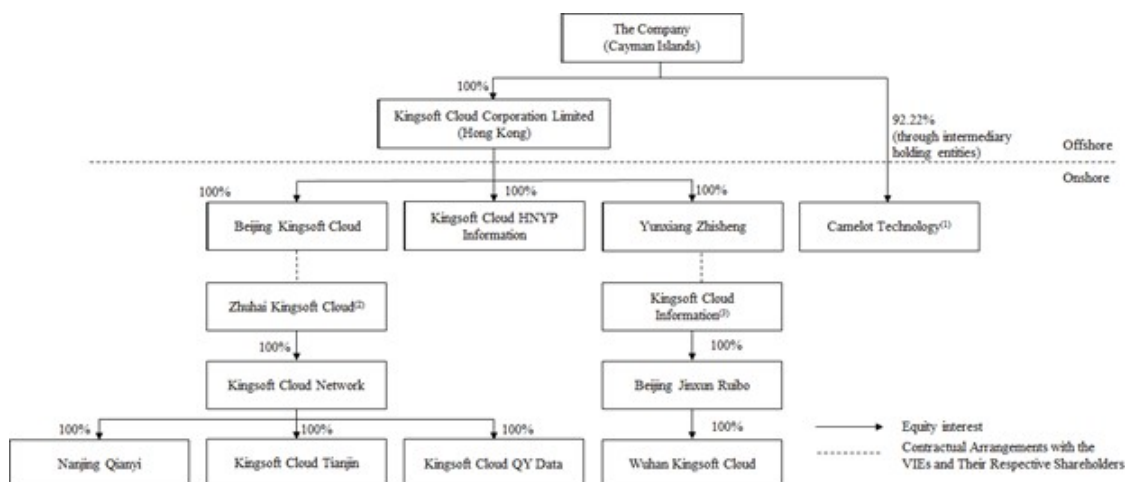 The Company
(Cayman Islands)
100%
Kingsoft Cloud Corporation Limited
(Hong Kong)
92.22%
(through intermediary
holding entities)
Offshore
Onshore
100%
100%
100%
Beijing Kingsoft Cloud
Kingsoft Cloud HNYP
Information
Yunxiang Zhisheng
Camelot Technology(1)
Zhuhai Kingsoft Cloud(2)
Kingsoft Cloud
Information(3)
100%
100%
Kingsoft Cloud Network
Beijing Jinxun Ruibo
100%
100%
100%
100%
Nanjing Qianyi
Kingsoft Cloud Tianjin
Kingsoft Cloud QY Data
Wuhan Kingsoft Cloud
Equity interest
Contractual Arrangements with the
VIEs and Their Respective Shareholders